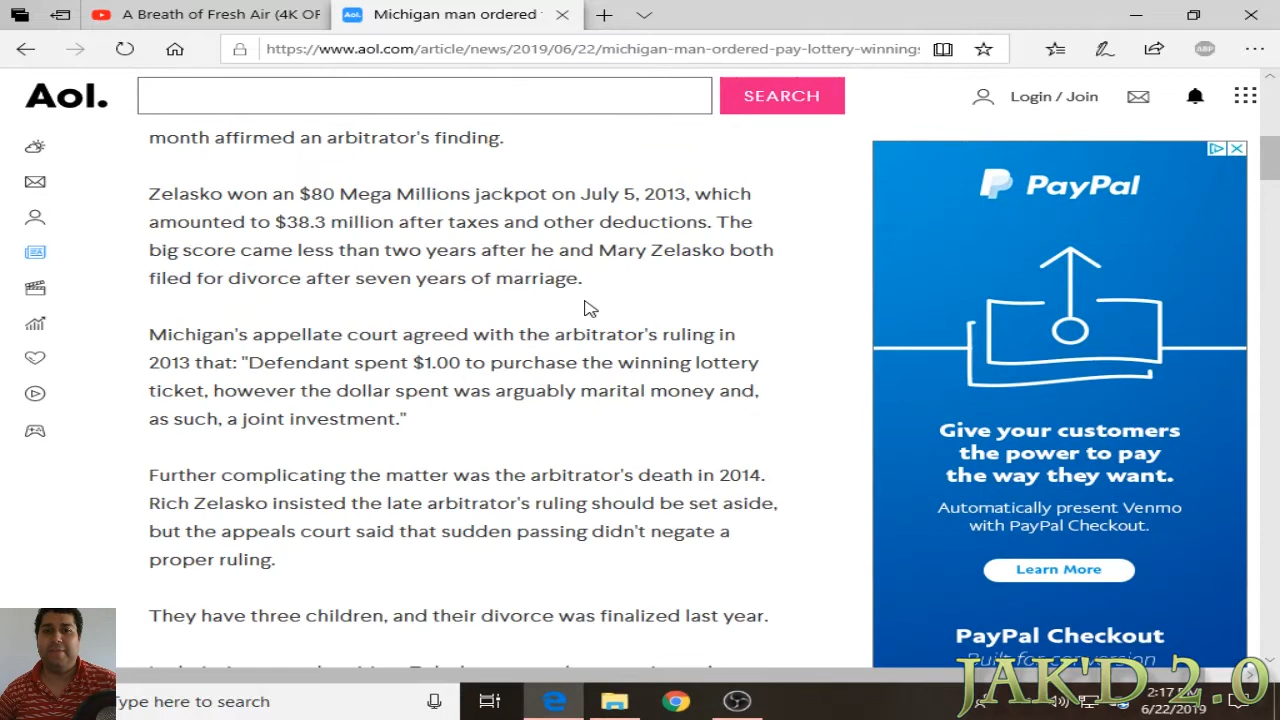 A Breath of Fresh Air (4K OF
Michigan man ordered
https://www.aol.com/article/news/2019/06/22/michigan-man-ordered-pay-lottery-winnings
Aol.
SEARCH
Login / Join
month affirmed an arbitrator's finding.
Zelasko won an $80 Mega Millions jackpot on July 5, 2013, which
amounted to $38.3 million after taxes and other deductions. The
big score came less than two years after he and Mary Zelasko both
filed for divorce after seven years of marriage.
Michigan's appellate court agreed with the arbitrator's ruling in
2013 that: "Defendant spent $1.00 to purchase the winning lottery
ticket, however the dollar spent was arguably marital money and,
as such, a joint investment."
Further complicating the matter was the arbitrator's death in 2014.
Rich Zelasko insisted the late arbitrator's ruling should be set aside,
but the appeals court said that sudden passing didn't negate a
proper ruling.
They have three children, and their divorce was finalized last year.
PayPal
Give your customers
the power to pay
the way they want.
Automatically present Venmo
with PayPal Checkout.
Learn More
PayPal Checkout
Built for conversion
JAK'D 2.0
Type here to search
2:17 AM
6/22/2019
ABP